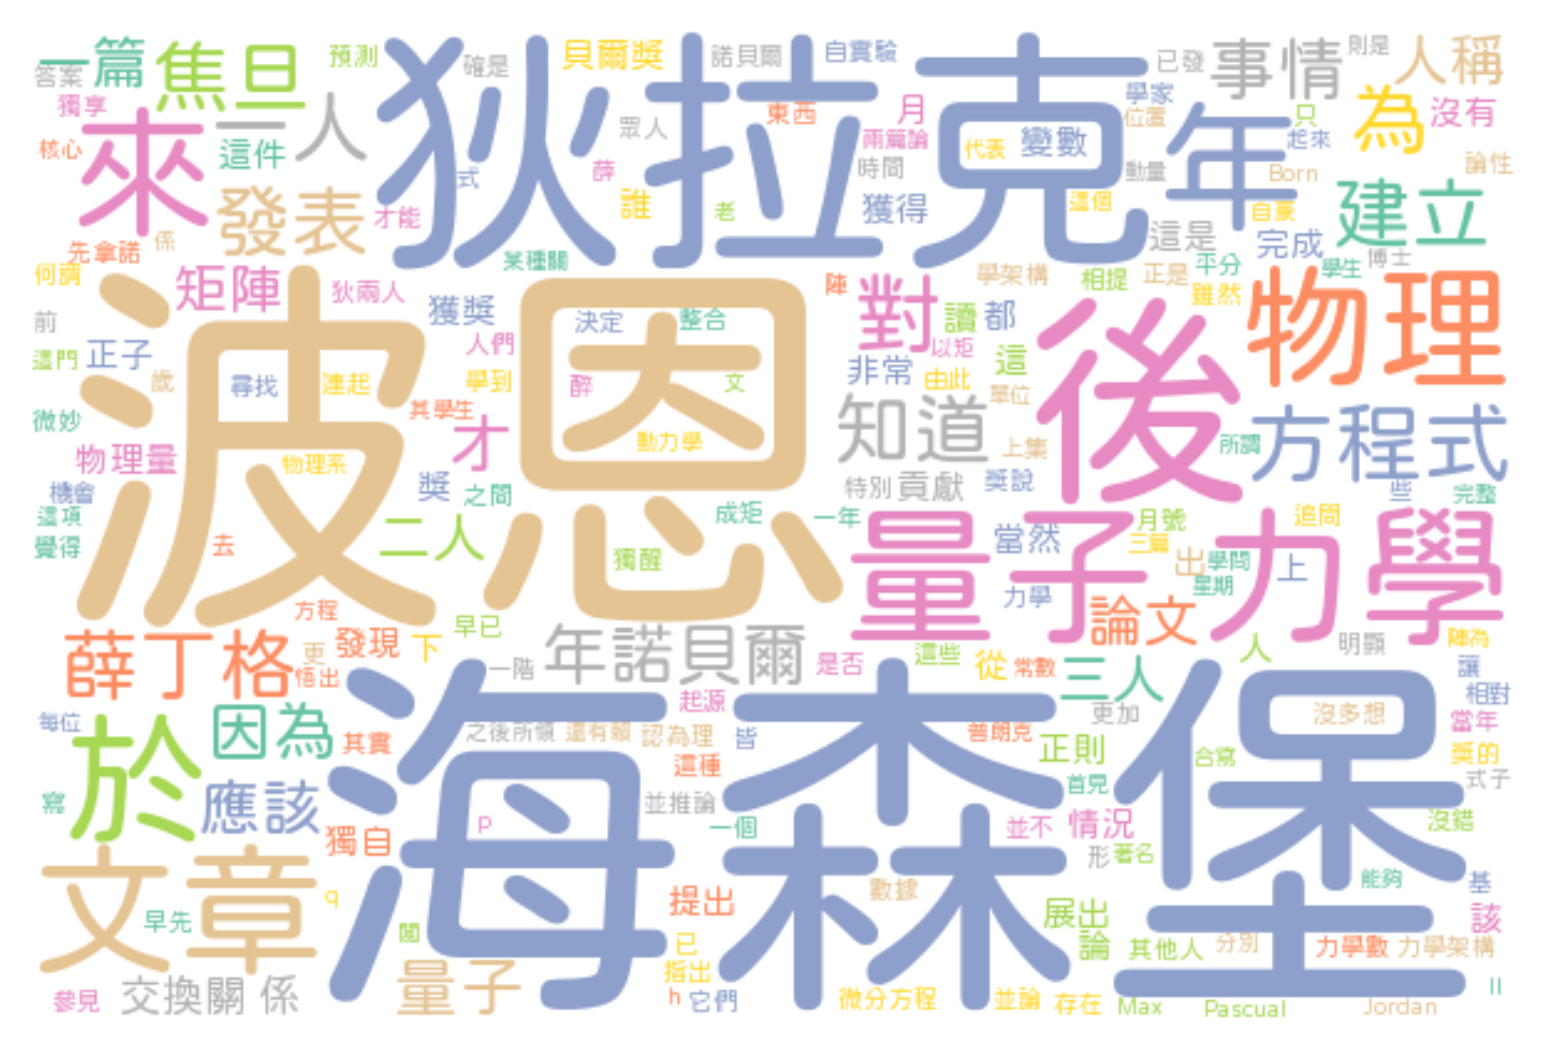 一篇 焦旦 預測 確是 貝爾獎 諾貝爾 自實驗 已發 事情 則是 人稱
答案 獨享 一人 狄拉克 眾人 東西 月 學家 位置 年 只 為 沒有
核心 來 這件 式 薛 兩篇論 時間 代表 變數 動量 起來 Born 論性
發表 才能 誰 老 獲得 這個 這是 自豪 完成 建立
先拿諾 係 某種關 學架構 相提 正是 平分 學生 博士
何謂 矩陣 狄兩人 獲獎 陣 對 讀 都 雖然 物理
前 波恩 決定 整合 人們 以矩 後
這門 正子 歲 尋找 連起 學到 醉 文 非常 由此 這 單位
微妙 其學生 才 動力學 知道 上集 所謂 方程式
物理量 物理系 獎 之間 特別 貢獻 獎說 些 完整
機會 這項 二人 成矩 一年 量子力學 當然 月號 追問
覺得 去 獨醒 三篇 出 學問 上 星期
方程 早已 力學 論文
薛丁格 更 發現 下 年諾貝爾 是否 這些 從 常數 三人 人 明顯 陣為
悟出 一階 讓 相對
每位 於 因為 其實 海森堡 起源 之後所領 還有賴 認為理 皆 普朗克 更加 沒多想 當年
這種 正則 合寫 獎的
寫 應該 並推論 首見 式子
獨自 p 一個 並不 情況 沒錯
文章 形 著名 能夠 基
早先 q 提出 數據 展出 該
閱 已 論 其他人 分別 力學數 力學架構
參見 交換關係 量子 指出 h 它們 微分方程 並論 存在 Max Pascual Jordan II